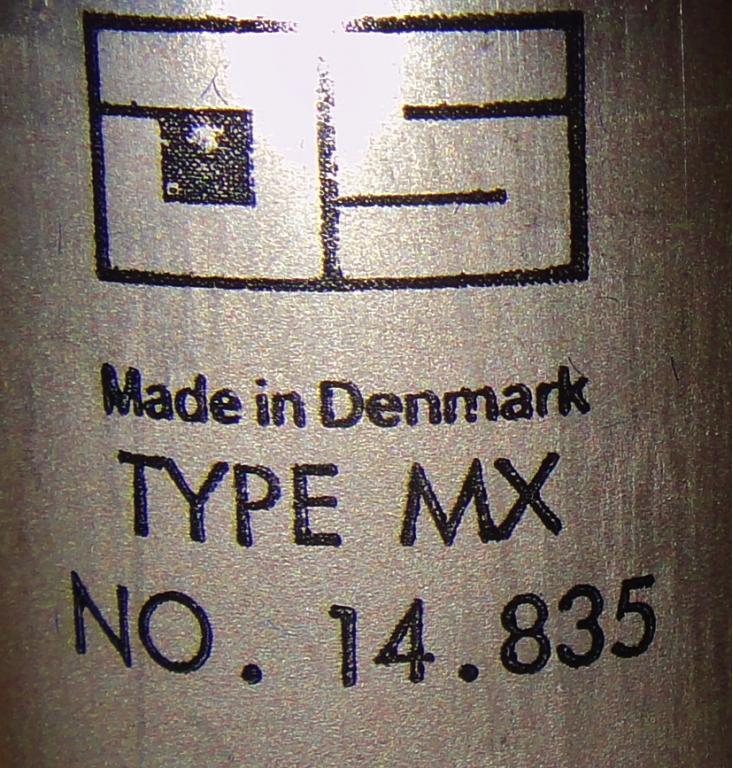 Made in Denmark
TYPE MX
NO. 14.835